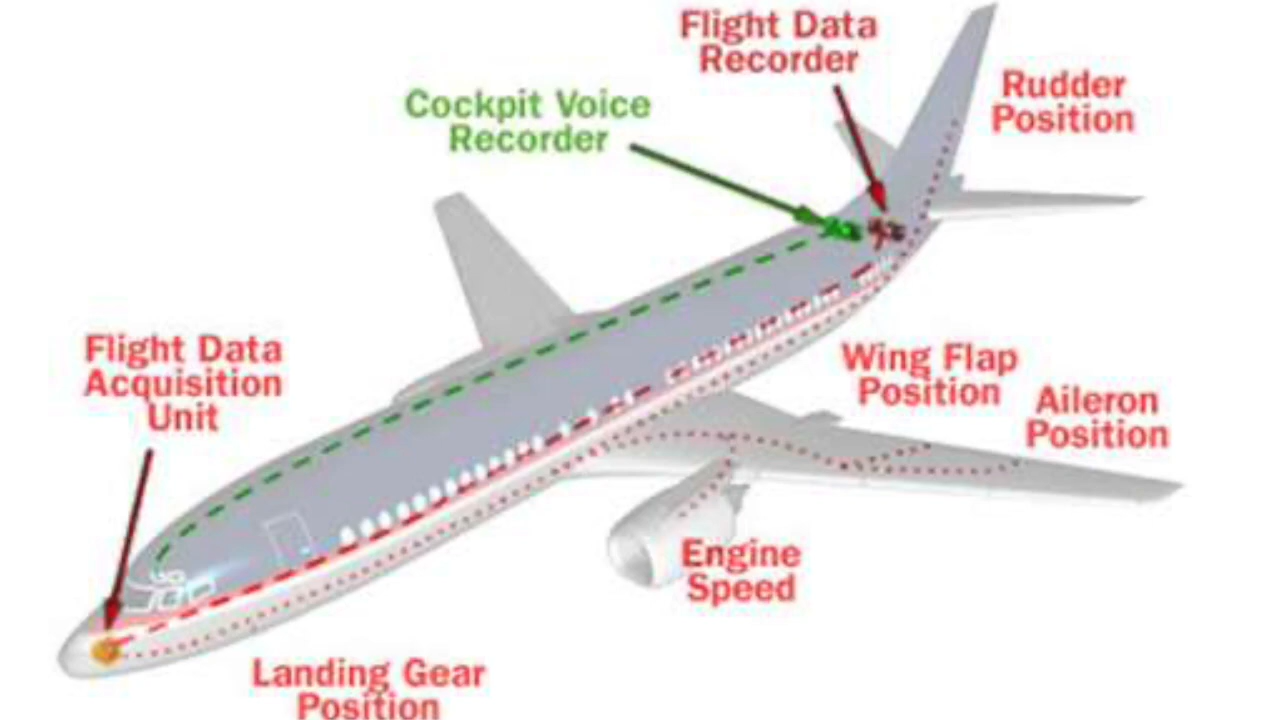 Flight Data
Recorder
Cockpit Voice
Recorder
Rudder
Position
Flight Data
Acquisition
Unit
Wing Flap
Position
Aileron
Position
Engine
Speed
Landing Gear
Position